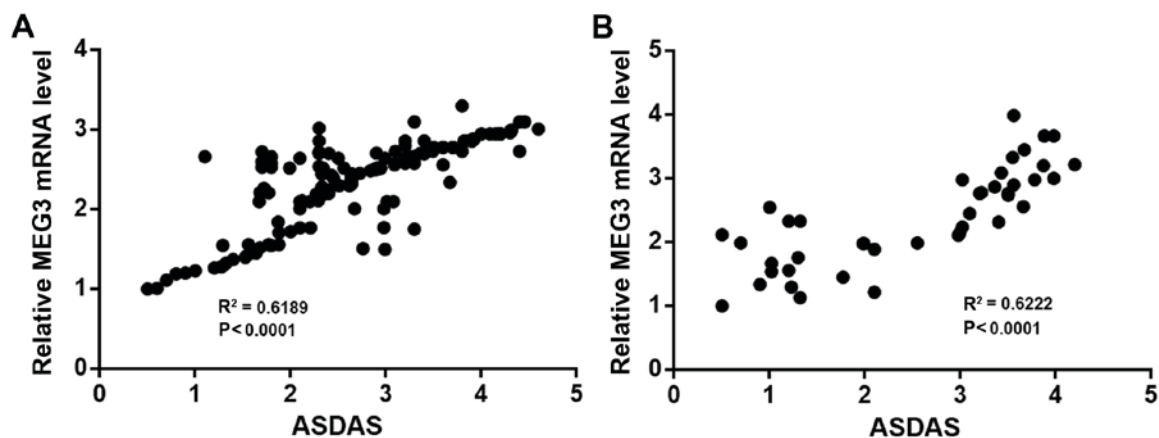 A
Relative MEG3 mRNA level
4
3
2
1
0
0 1 2 3 4 5
ASDAS
R² = 0.6189
P<0.0001
B
Relative MEG3 mRNA level
5
4
3
2
1
0
0 1 2 3 4 5
ASDAS
R² = 0.6222
P<0.0001